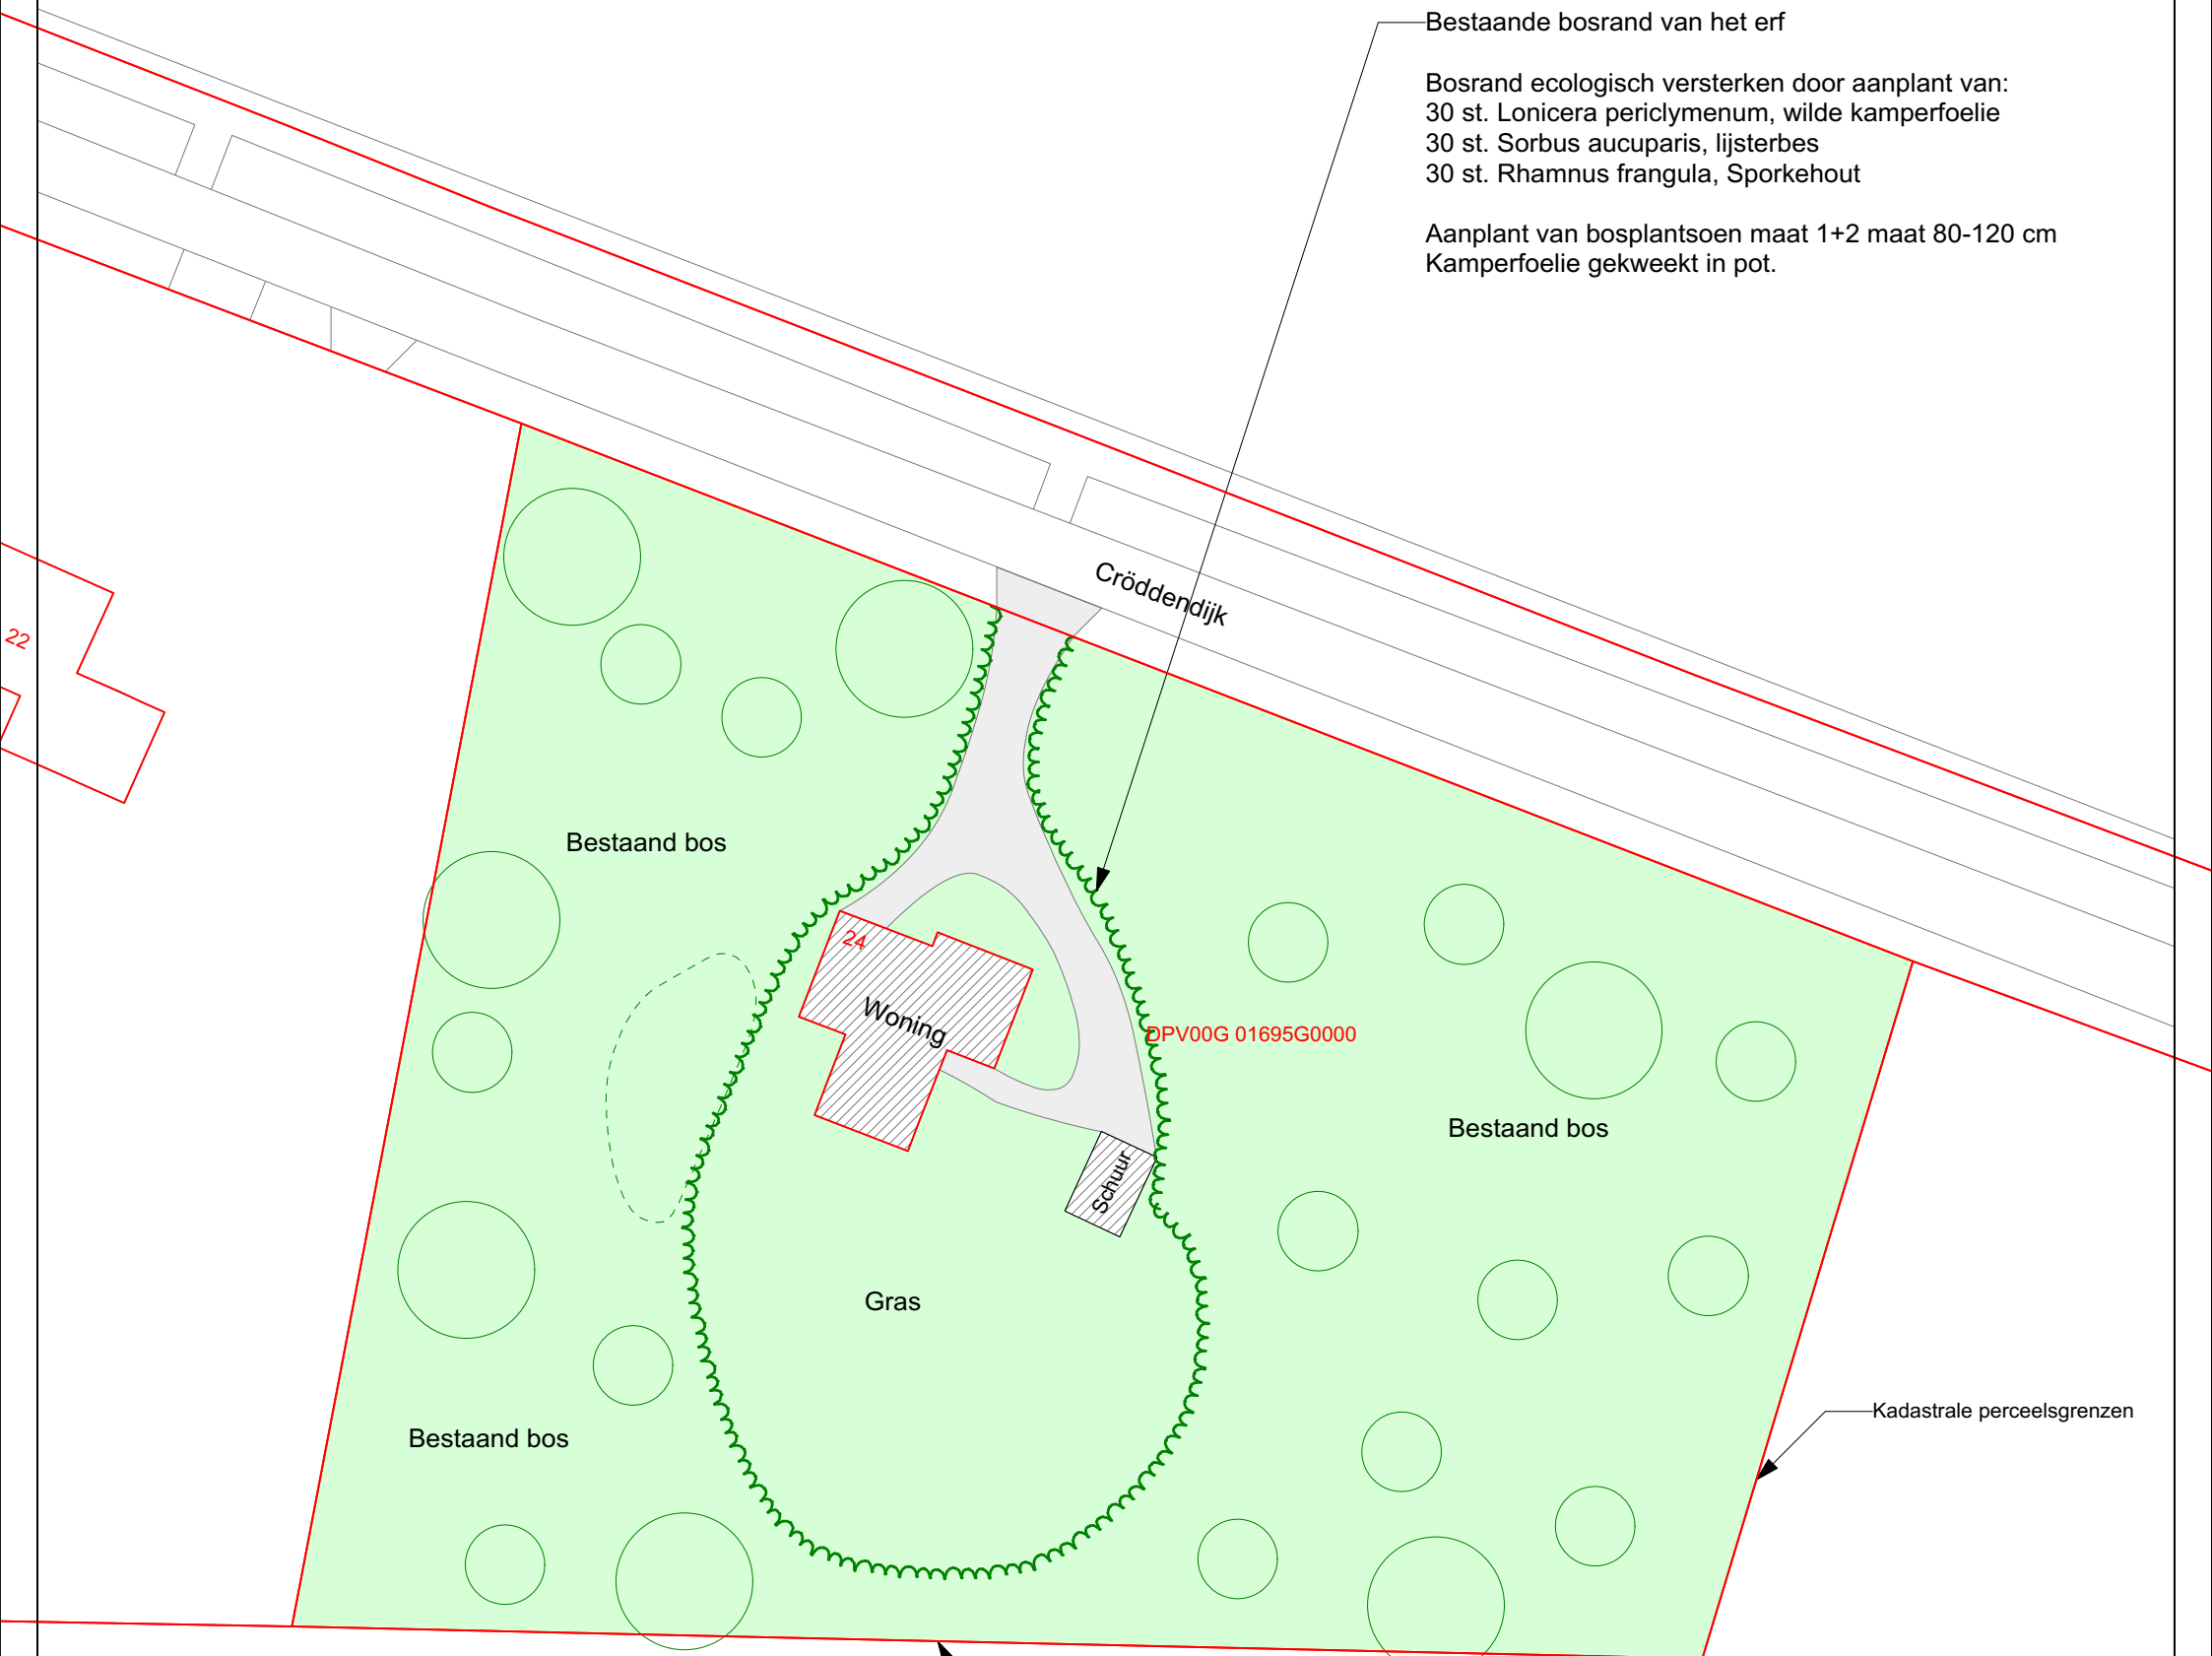 Bestaande bosrand van het erf
Bosrand ecologisch versterken door aanplant van:
30 st. Lonicera periclymenum, wilde kamperfoelie
30 st. Sorbus aucuparis, lijsterbes
30 st. Rhamnus frangula, Sporkehout
Aanplant van bosplantsoen maat 1+2 maat 80-120 cm
Kamperfoelie gekweekt in pot.
Cröddendijk
22
Bestaand bos
24
Woning
DPV00G 01695G0000
Bestaand bos
Schuur
Gras
Kadastrale perceelsgrenzen
Bestaand bos